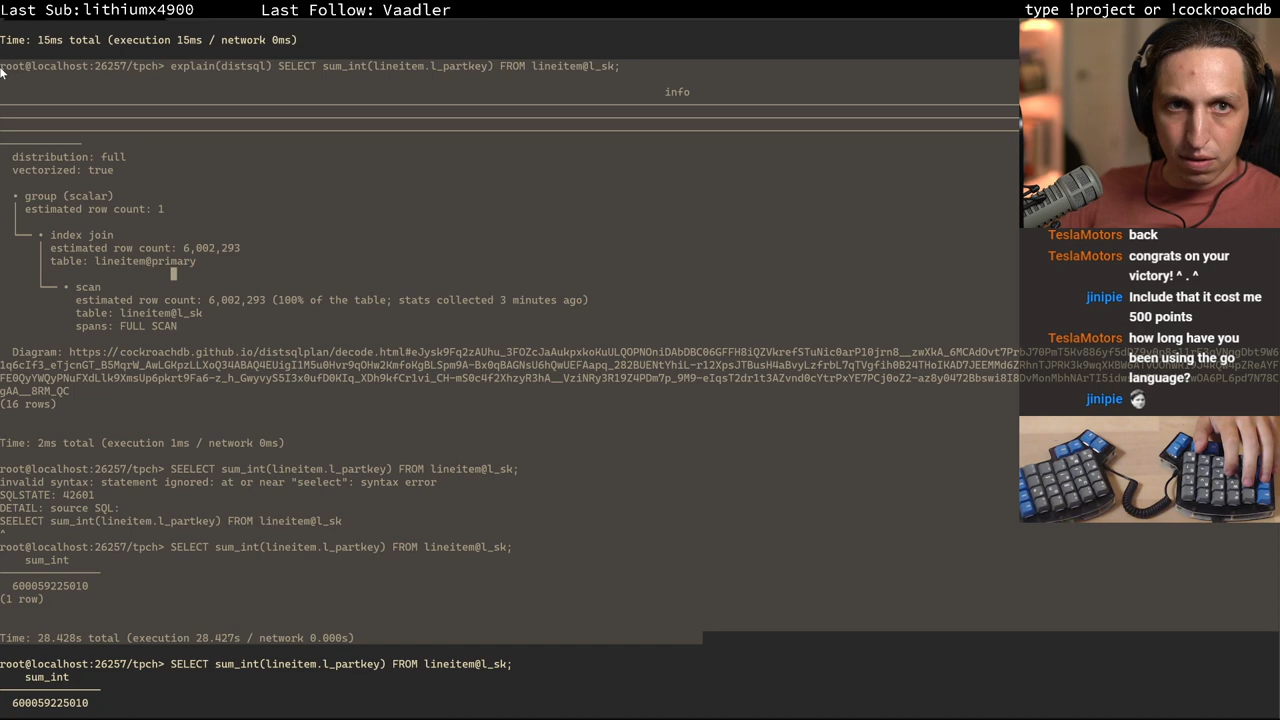 Last Sub:lithiumx4900 Last Follow: Vaadler type !project or !cockroachdb
Time: 15ms total (execution 15ms / network 0ms)
root@localhost:26257/tpch> explain(distsql) SELECT sum_int(lineitem.l_partkey) FROM lineitem@l_sk;
info
distribution: full
vectorized: true
• group (scalar)
estimated row count: 1
• index join
estimated row count: 6,002,293
table: lineitem@primary
• scan
estimated row count: 6,002,293 (100% of the table; stats collected 3 minutes ago)
table: lineitem@l_sk
spans: FULL SCAN
Diagram: https://cockroachdb.github.io/distsqlplan/decode.html
(16 rows)
Time: 2ms total (execution 1ms / network 0ms)
root@localhost:26257/tpch> SEELECT sum_int(lineitem.l_partkey) FROM lineitem@l_sk;
invalid syntax: statement ignored: at or near "seelect": syntax error
SQLSTATE: 42601
DETAIL: source SQL:
SEELECT sum_int(lineitem.l_partkey) FROM lineitem@l_sk
^
root@localhost:26257/tpch> SELECT sum_int(lineitem.l_partkey) FROM lineitem@l_sk;
sum_int
600059225010
(1 row)
Time: 28.428s total (execution 28.427s / network 0.000s)
root@localhost:26257/tpch> SELECT sum_int(lineitem.l_partkey) FROM lineitem@l_sk;
sum_int
600059225010
TeslaMotors back
TeslaMotors congrats on your
victory! ^ . ^
jinipie Include that it cost me
500 points
TeslaMotors how long have you
been using the go
language?
jinipie